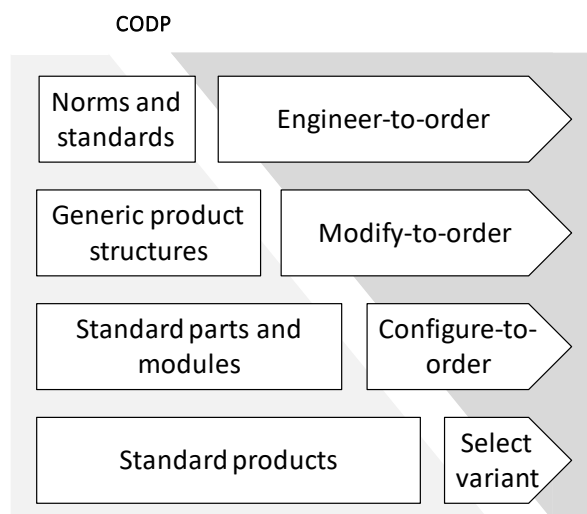 CODP
Norms and
standards
Engineer-to-order
Generic product
structures
Modify-to-order
Standard parts and
modules
Configure-to-
order
Standard products
Select
variant